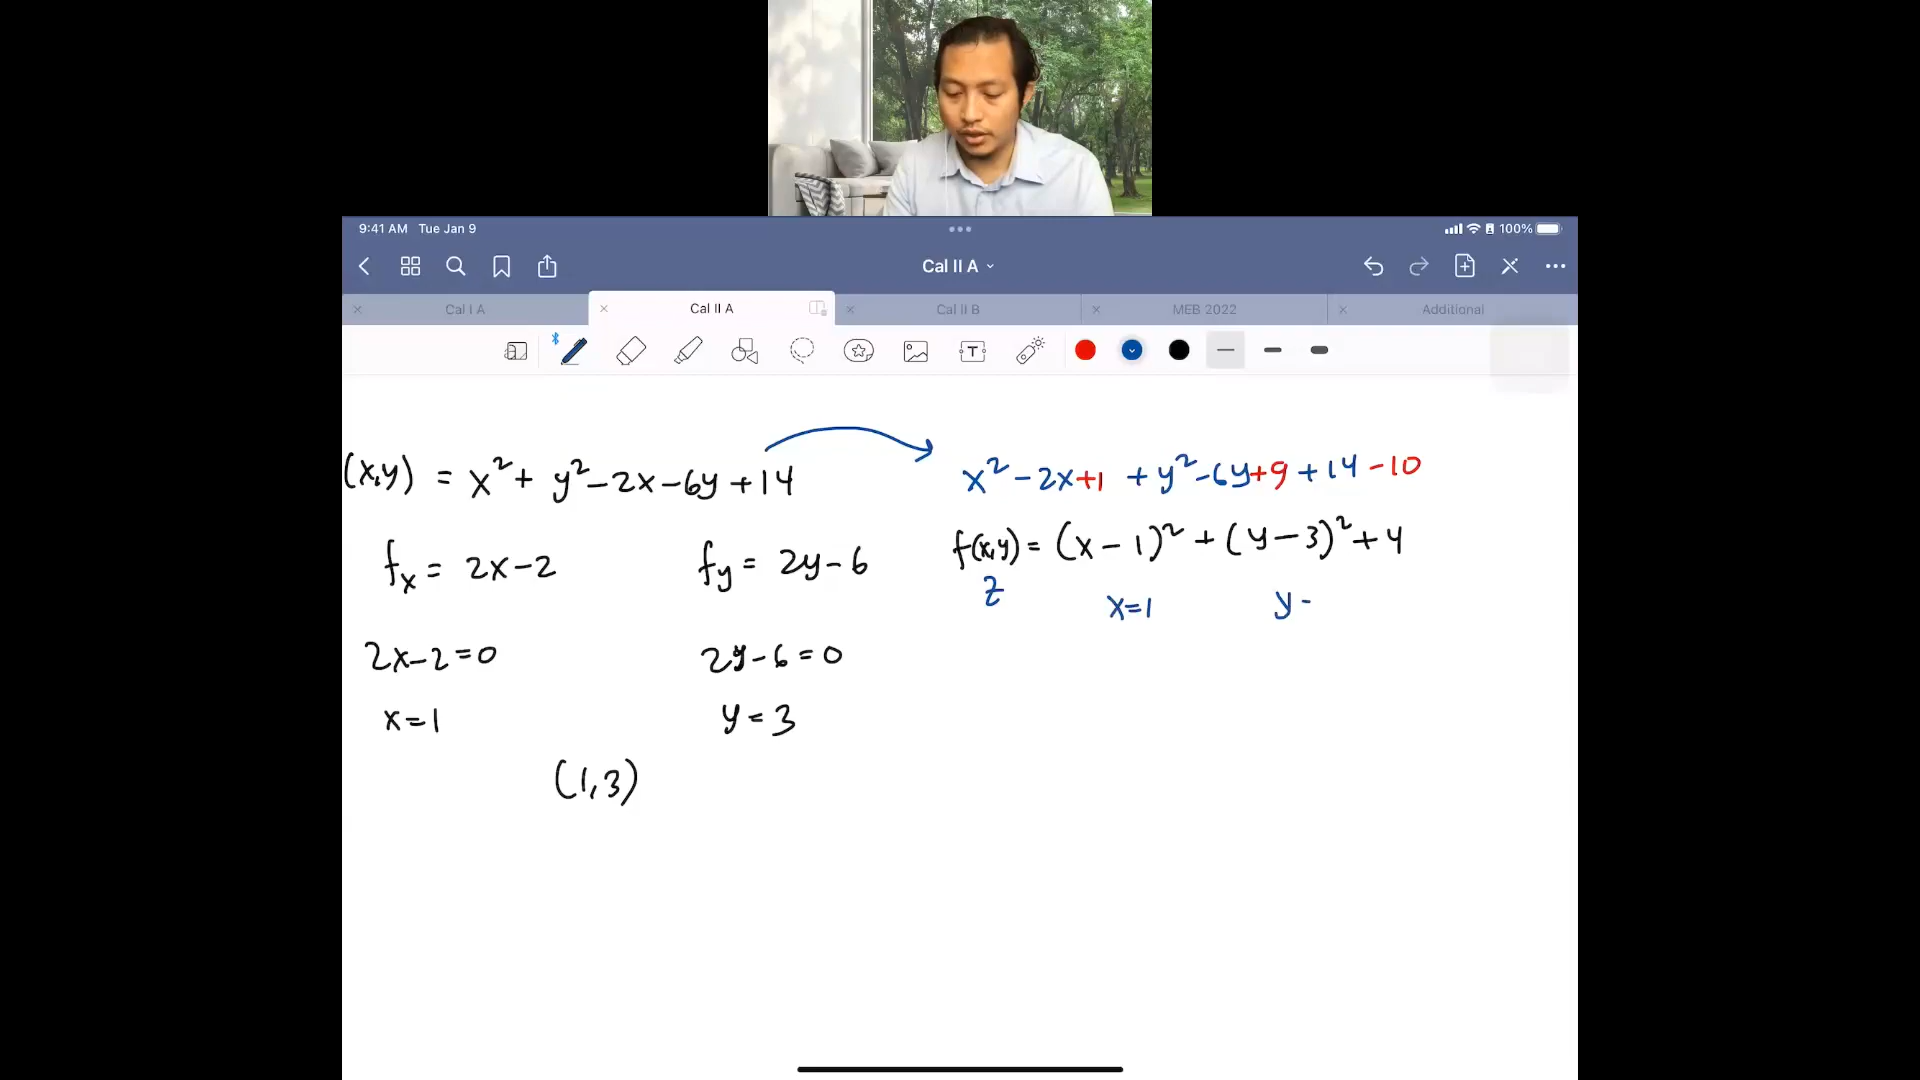 9:41 AM Tue Jan 9
100%
Cal II A
Cal I A
Cal II A
Cal II B
MEB 2022
Additional
(x,y) = x² + y² - 2x - 6y + 14
x² - 2x + 1 + y² - 6y + 9 + 14 - 10
fₓ = 2x - 2
f_y = 2y - 6
f(x,y) = (x - 1)² + (y - 3)² + 4
z
x = 1
y -
2x - 2 = 0
2y - 6 = 0
x = 1
y = 3
(1,3)